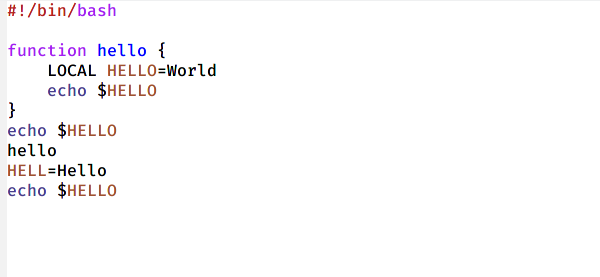 #!/bin/bash
function hello {
LOCAL HELLO=World
echo $HELLO
}
echo $HELLO
hello
HELL=Hello
echo $HELLO